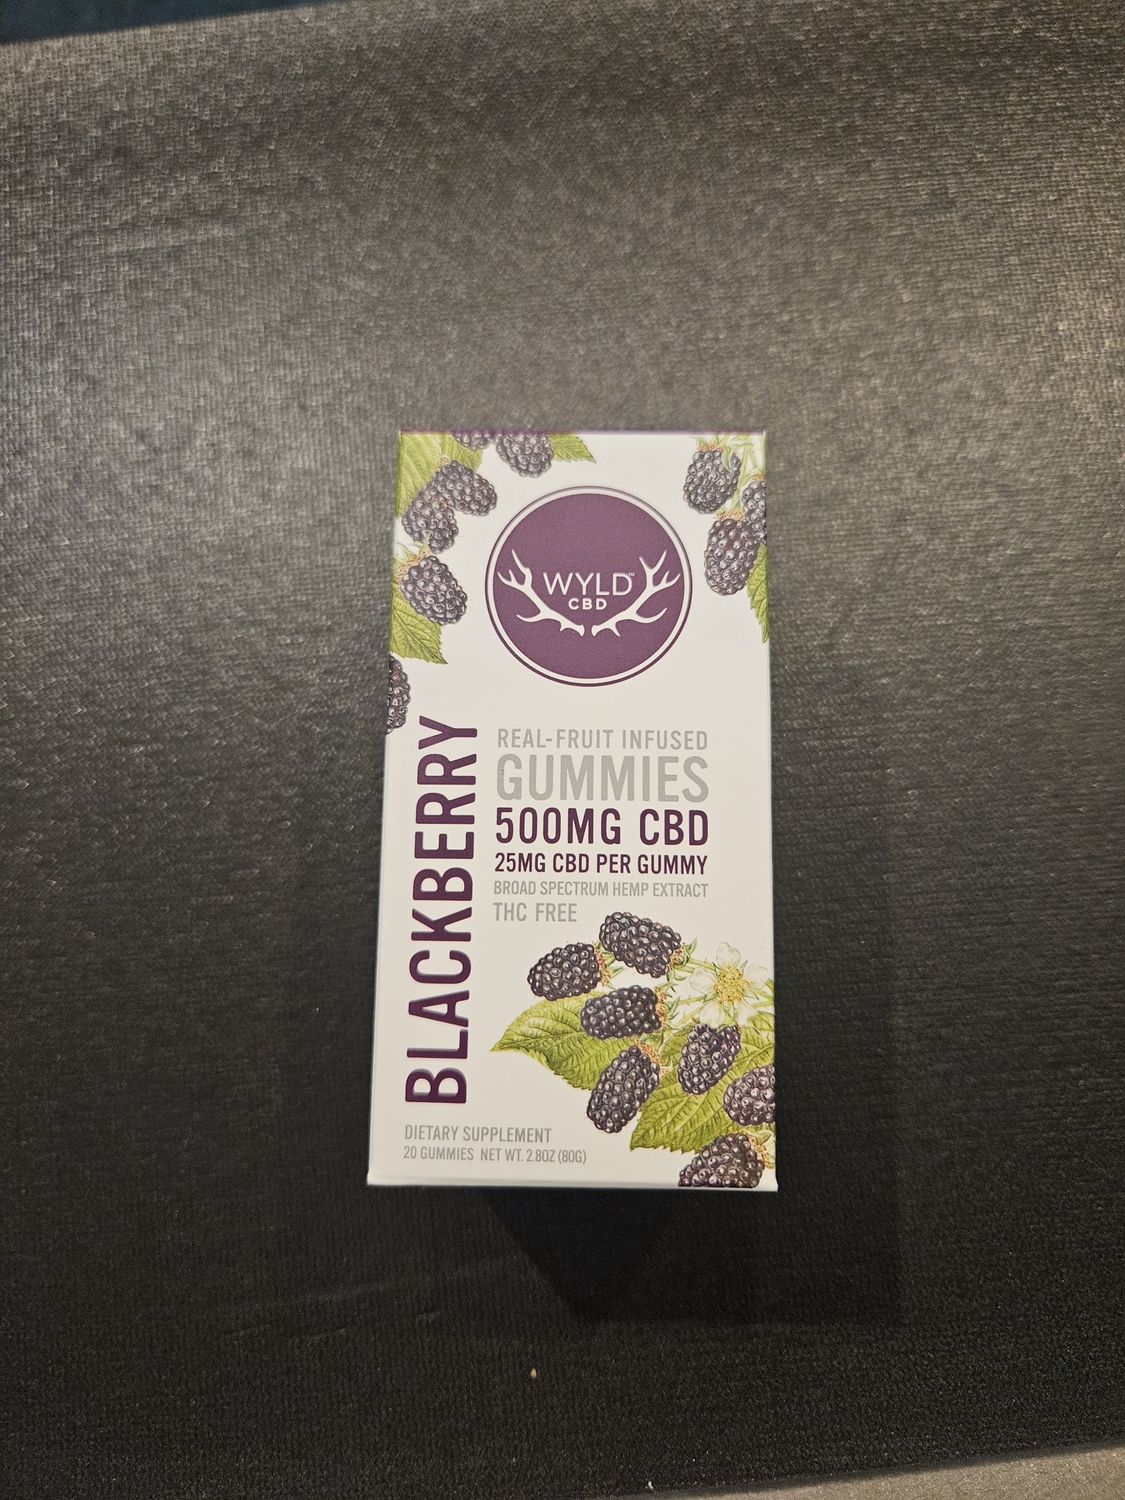 WYLD™
CBD
BLACKBERRY
REAL-FRUIT INFUSED
GUMMIES
500MG CBD
25MG CBD PER GUMMY
BROAD SPECTRUM HEMP EXTRACT
THC FREE
DIETARY SUPPLEMENT
20 GUMMIES NET WT. 2.8OZ (80G)